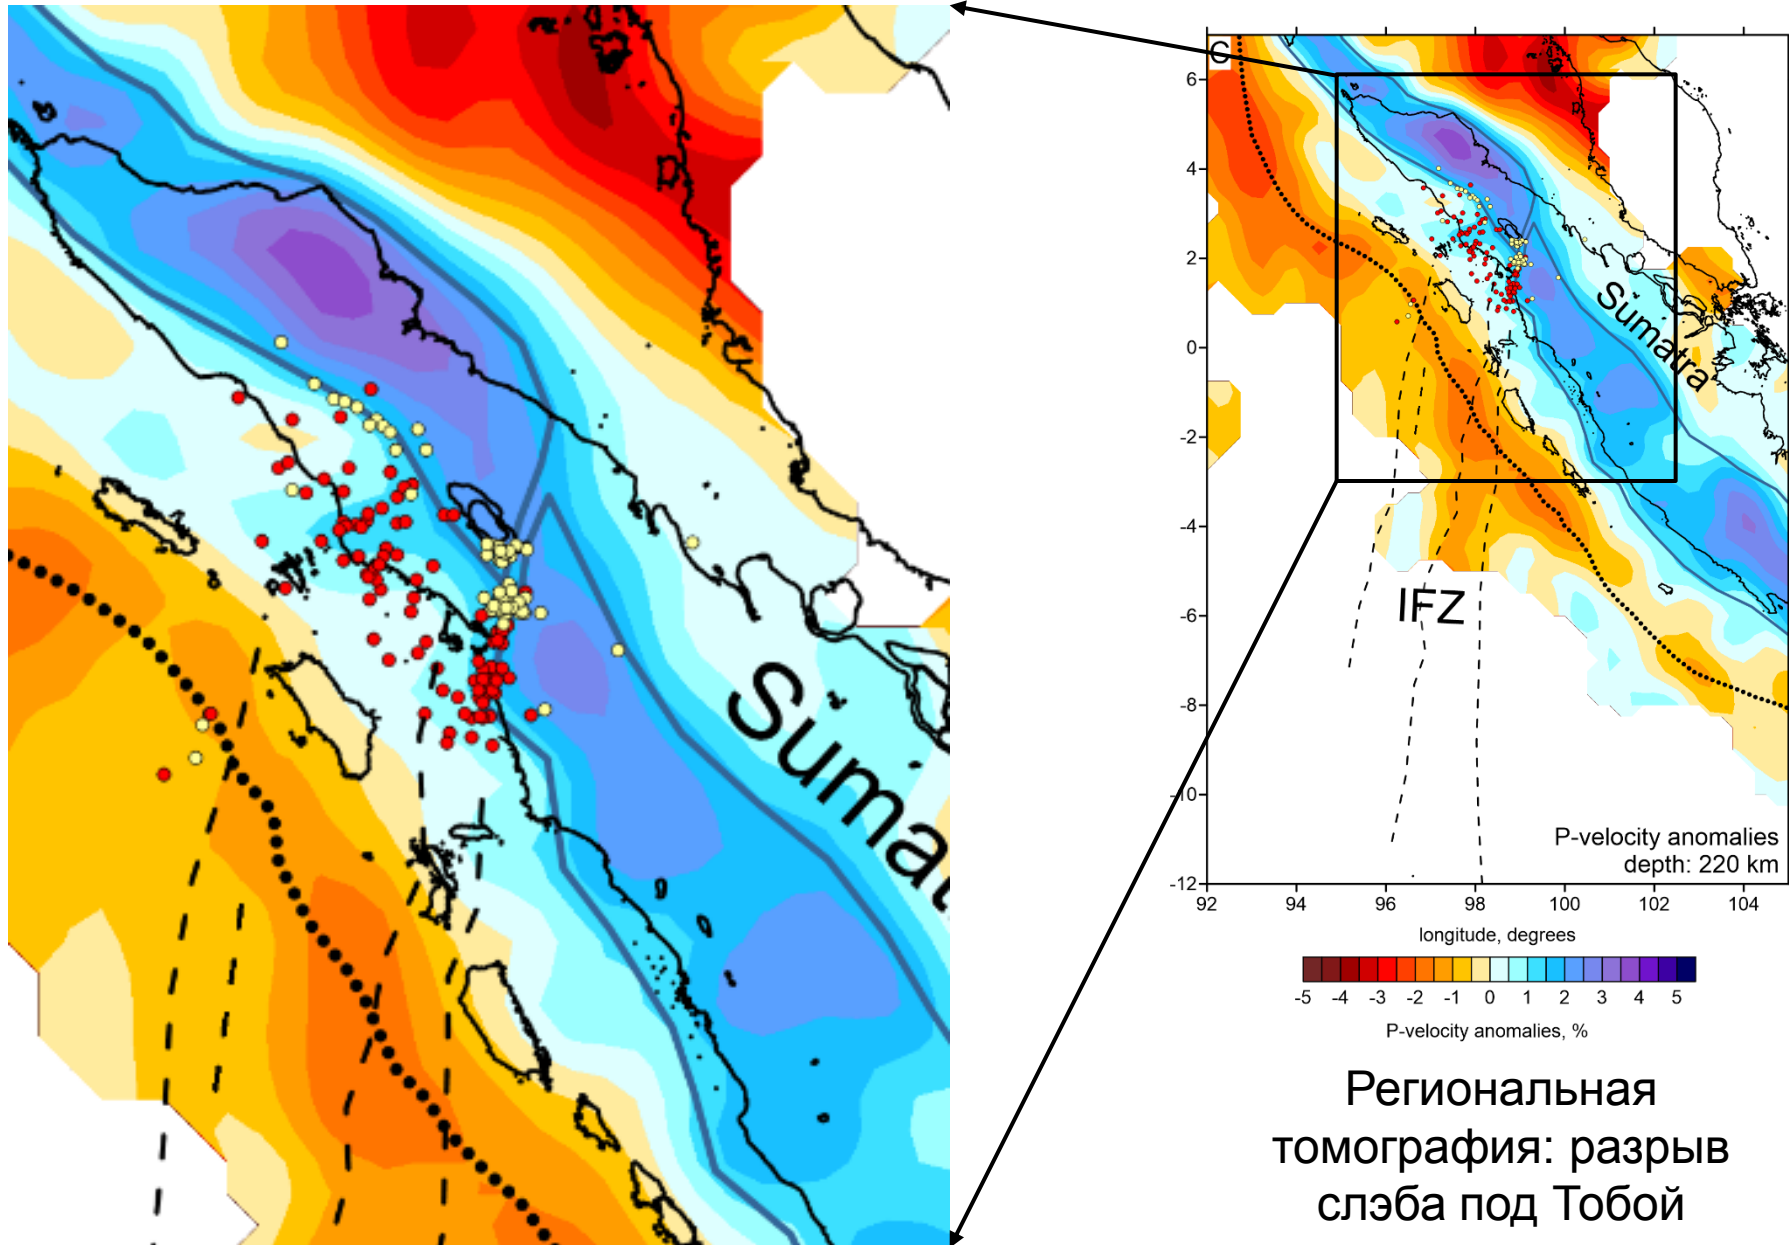 Sumat
C
6
4
2
0
-2
-4
-6
-8
-10
-12
Sumatra
IFZ
P-velocity anomalies
depth: 220 km
92 94 96 98 100 102 104
longitude, degrees
-5 -4 -3 -2 -1 0 1 2 3 4 5
P-velocity anomalies, %
Региональная
томография: разрыв
слэба под Тобой